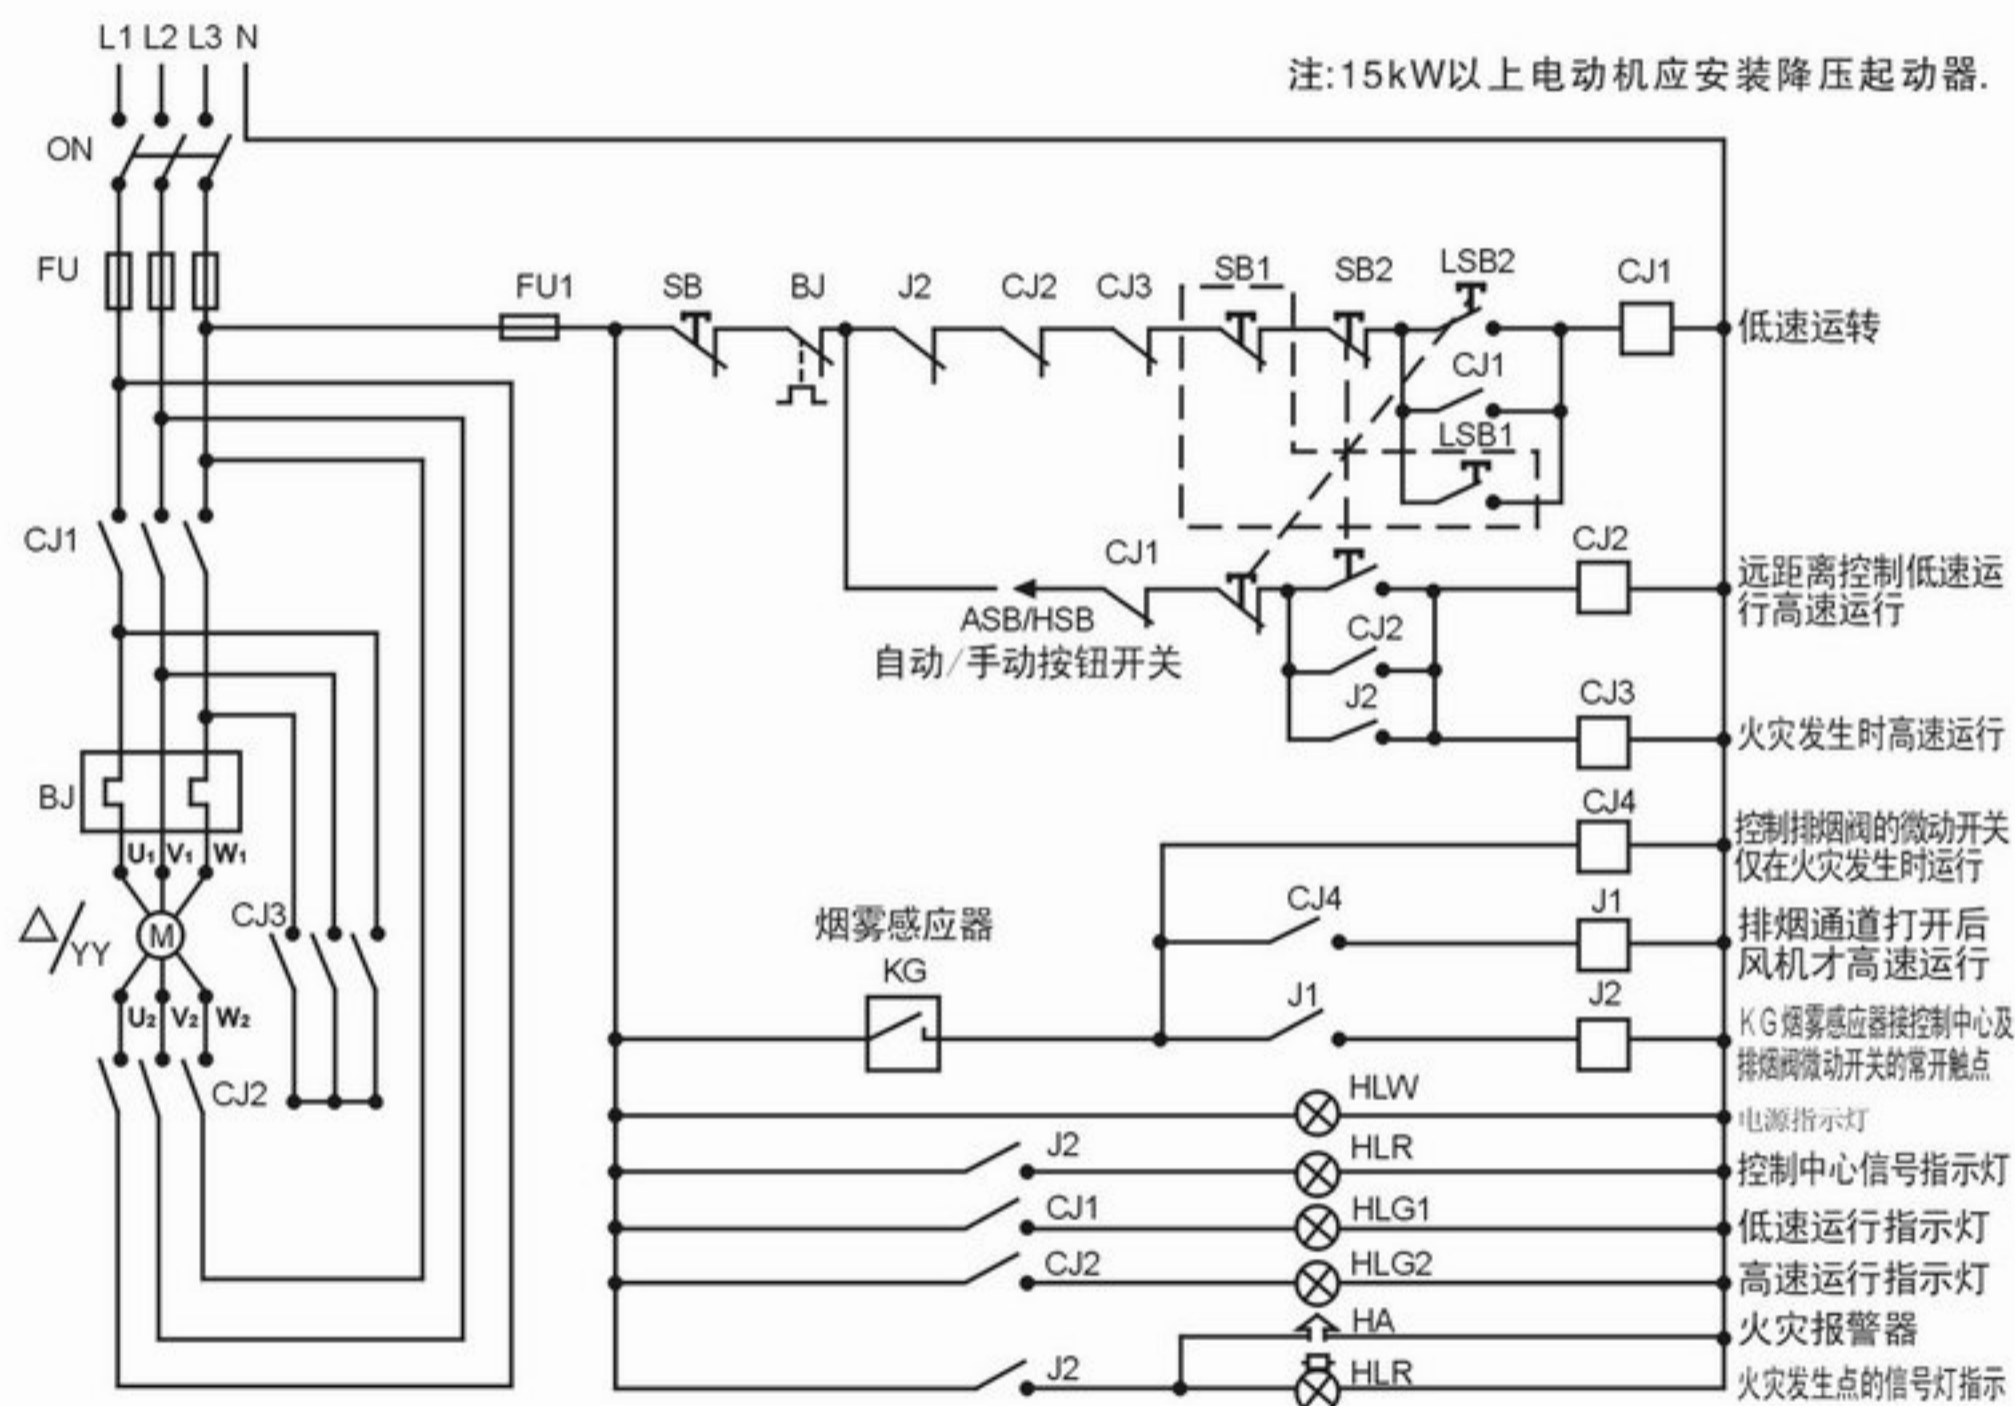 L1 L2 L3 N
注:15kW以上电动机应安装降压起动器.
ON
FU
FU1
SB
BJ
J2
CJ2
CJ3
SB1
SB2
LSB2
CJ1
低速运转
CJ1
LSB1
CJ1
CJ1
CJ2
远距离控制低速运
行高速运行
ASB/HSB
自动/手动按钮开关
CJ2
J2
CJ3
火灾发生时高速运行
BJ
CJ4
控制排烟阀的微动开关
仅在火灾发生时运行
U1 V1 W1
CJ3
△/YY
M
烟雾感应器
KG
CJ4
J1
排烟通道打开后
风机才高速运行
U2 V2 W2
CJ2
J1
J2
KG烟雾感应器接控制中心及
排烟阀微动开关的常开触点
HLW
电源指示灯
J2
HLR
控制中心信号指示灯
CJ1
HLG1
低速运行指示灯
CJ2
HLG2
高速运行指示灯
HA
火灾报警器
J2
HLR
火灾发生点的信号灯指示